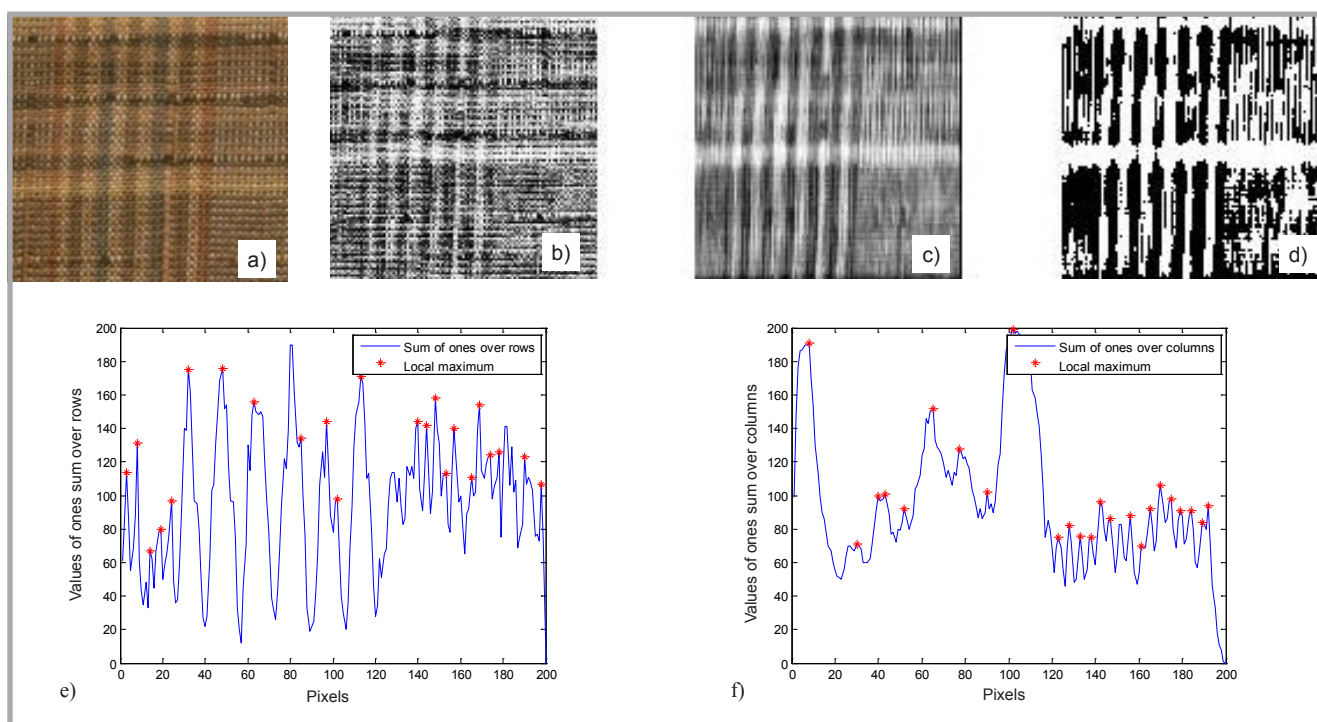 a)
b)
c)
d)
200
180
160
140
120
100
80
60
40
20
0
Values of ones sum over rows
Sum of ones over rows
Local maximum
0 20 40 60 80 100 120 140 160 180 200
Pixels
e)
200
180
160
140
120
100
80
60
40
20
0
Values of ones sum over columns
Sum of ones over columns
Local maximum
0 20 40 60 80 100 120 140 160 180 200
Pixels
f)